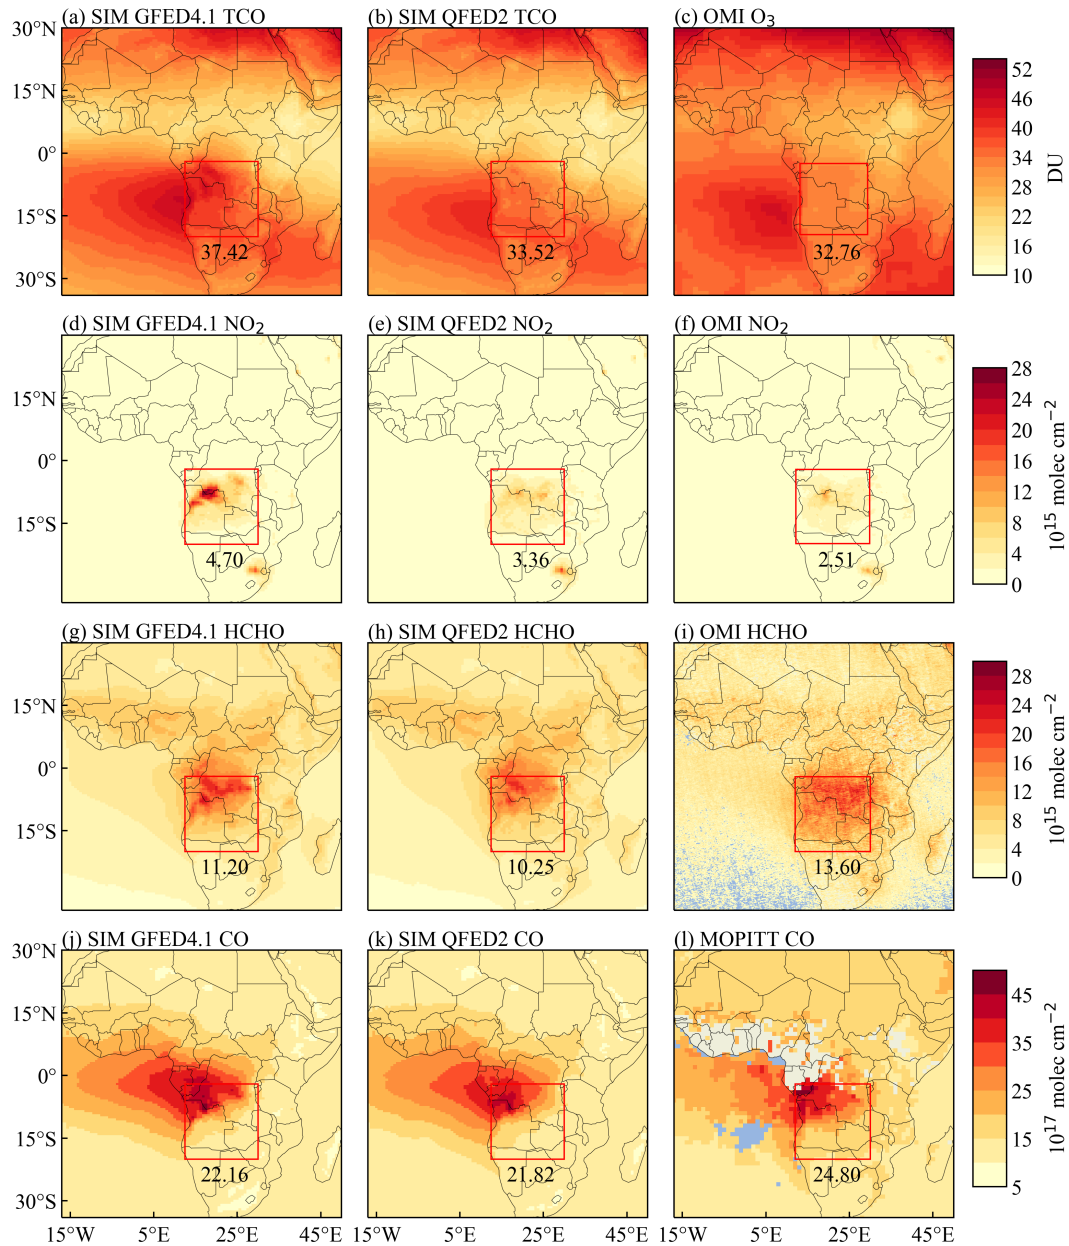 (a) SIM GFED4.1 TCO
(b) SIM QFED2 TCO
(c) OMI O₃
30°N
15°N
0°
15°S
30°S
37.42
33.52
32.76
52
46
40
34
28
22
16
10
DU
(d) SIM GFED4.1 NO₂
(e) SIM QFED2 NO₂
(f) OMI NO₂
15°N
0°
15°S
4.70
3.36
2.51
28
24
20
16
12
8
4
0
10¹⁵ molec cm⁻²
(g) SIM GFED4.1 HCHO
(h) SIM QFED2 HCHO
(i) OMI HCHO
15°N
0°
15°S
11.20
10.25
13.60
28
24
20
16
12
8
4
0
10¹⁵ molec cm⁻²
(j) SIM GFED4.1 CO
(k) SIM QFED2 CO
(l) MOPITT CO
30°N
15°N
0°
15°S
30°S
22.16
21.82
24.80
45
35
25
15
5
10¹⁷ molec cm⁻²
15°W 5°E 25°E 45°E
15°W 5°E 25°E 45°E
15°W 5°E 25°E 45°E